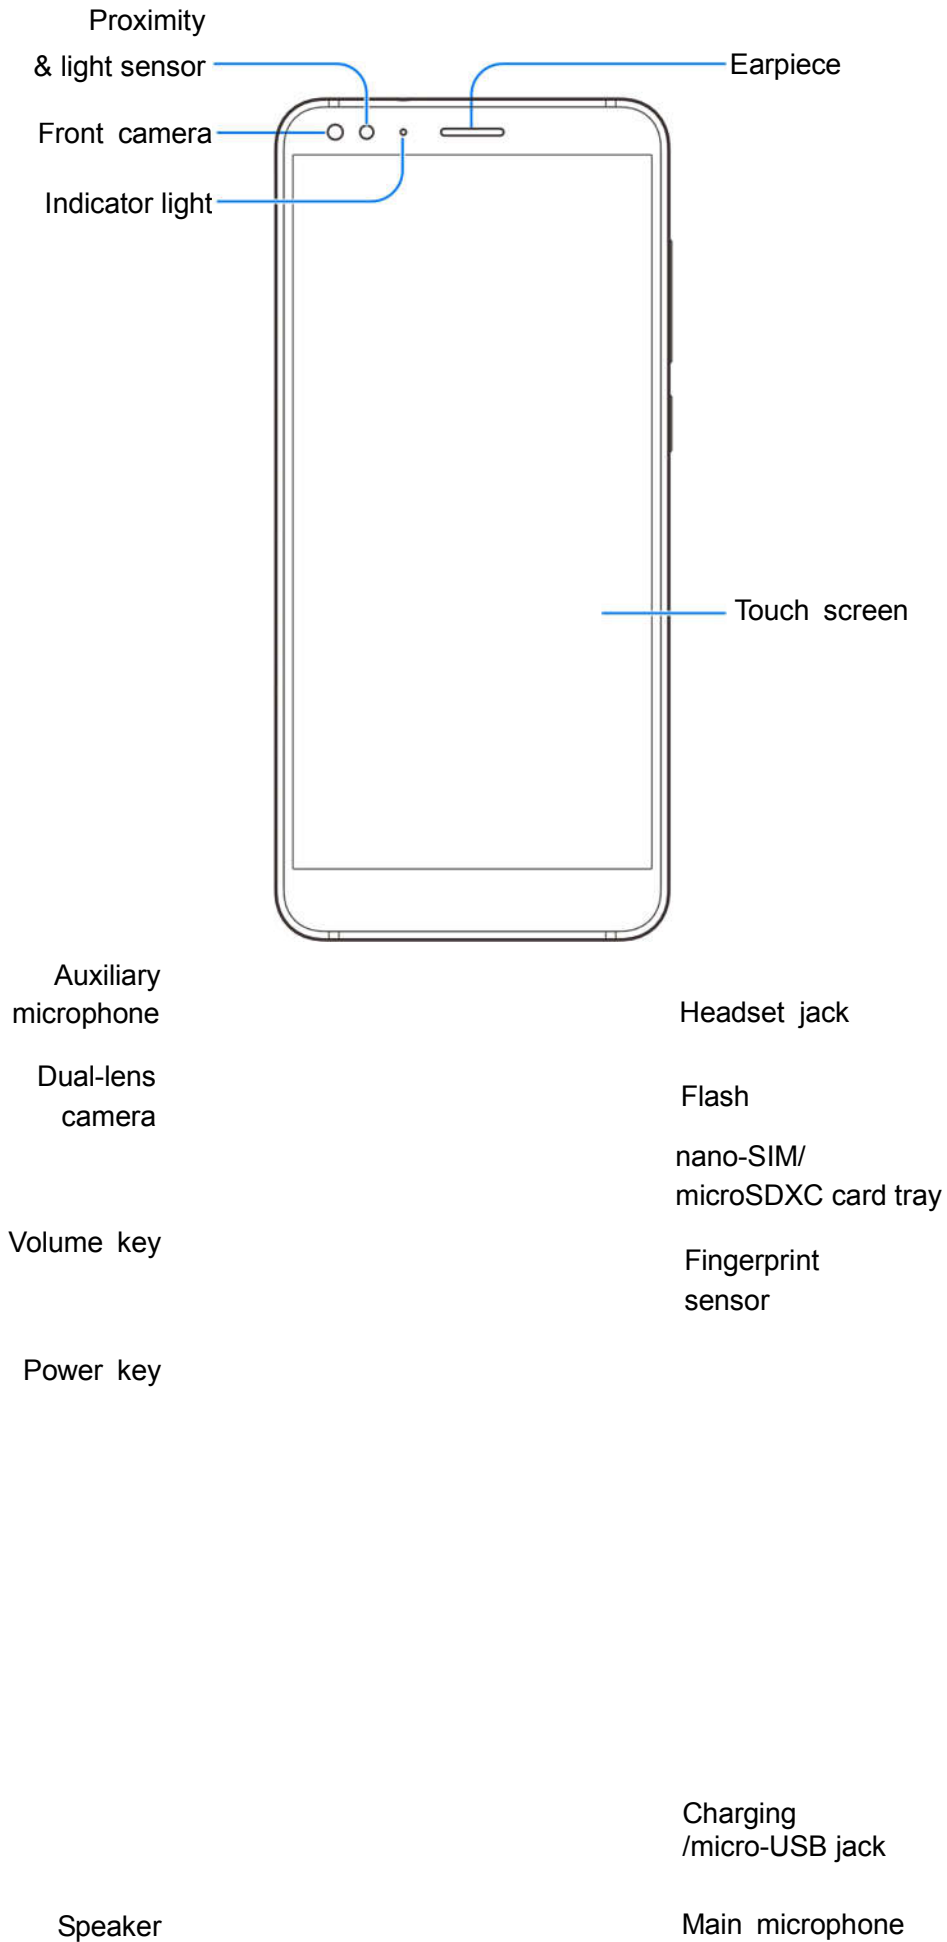 Proximity
& light sensor
Earpiece
Front camera
Indicator light
Touch screen
Auxiliary
microphone
Headset jack
Dual-lens
camera
Flash
nano-SIM/
microSDXC card tray
Volume key
Fingerprint
sensor
Power key
Charging
/micro-USB jack
Speaker
Main microphone